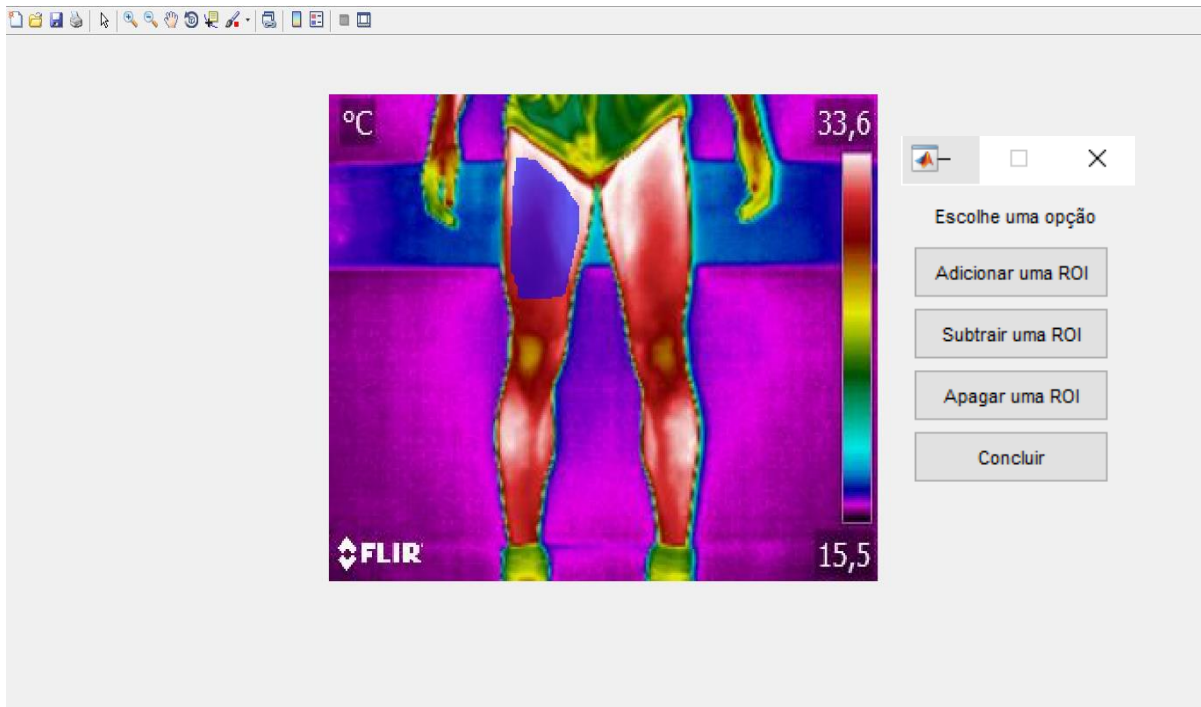 °C
33,6
FLIR
15,5
Escolhe uma opção
Adicionar uma ROI
Subtrair uma ROI
Apagar uma ROI
Concluir